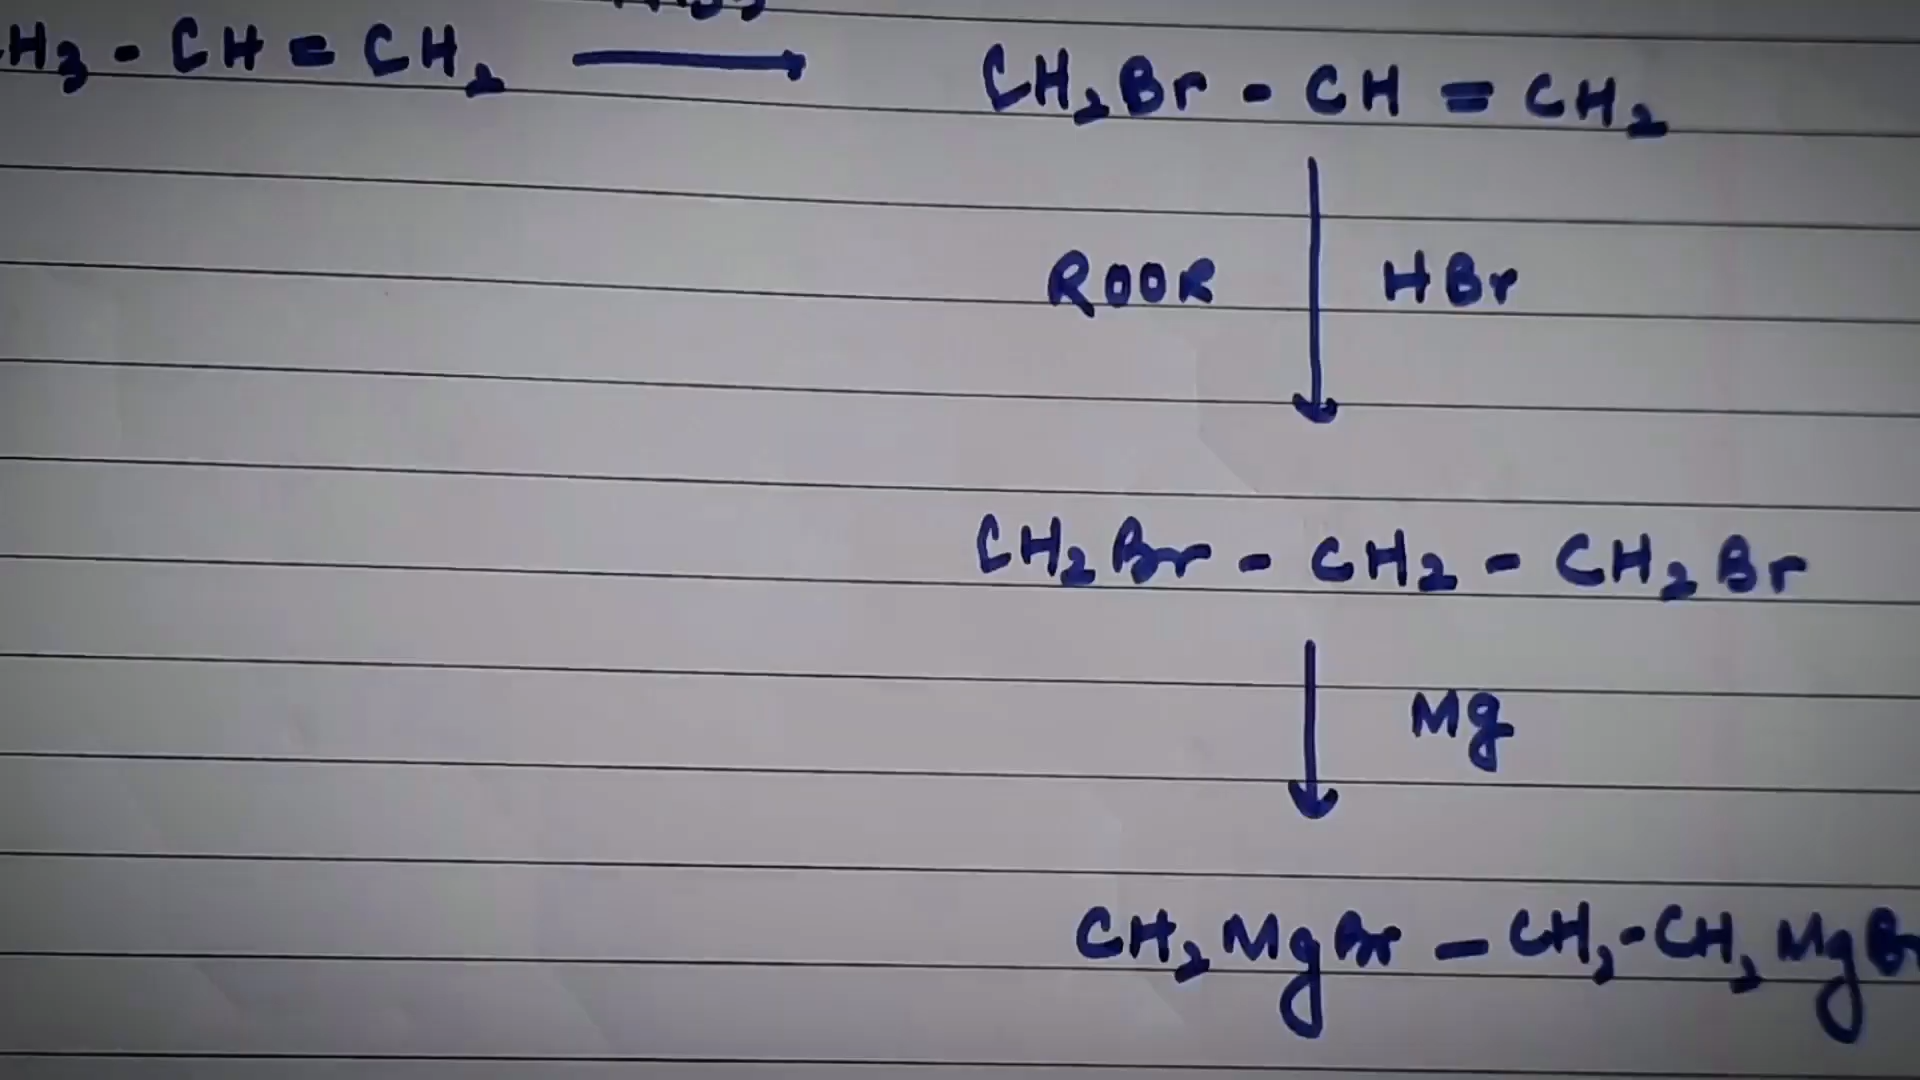 H3 - CH = CH2 → CH2Br - CH = CH2
ROOR HBr
CH2Br - CH2 - CH2Br
Mg
CH2MgBr - CH2 - CH2MgBr